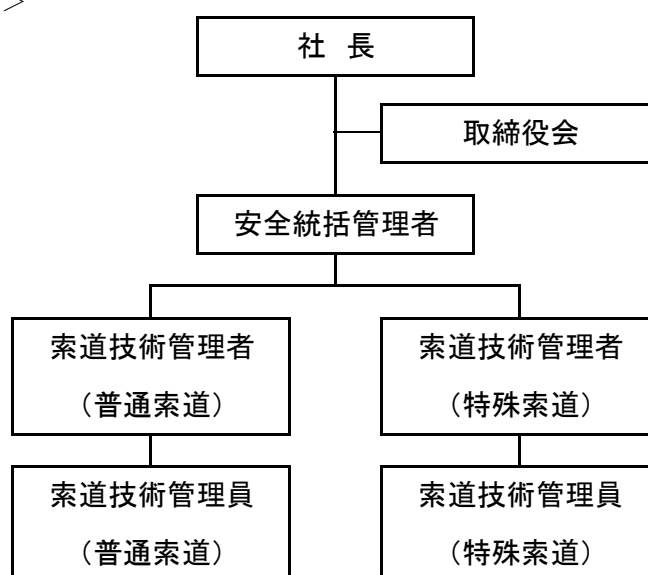 ＞
社 長
取締役会
安全統括管理者
索道技術管理者
（普通索道）
索道技術管理者
（特殊索道）
索道技術管理員
（普通索道）
索道技術管理員
（特殊索道）